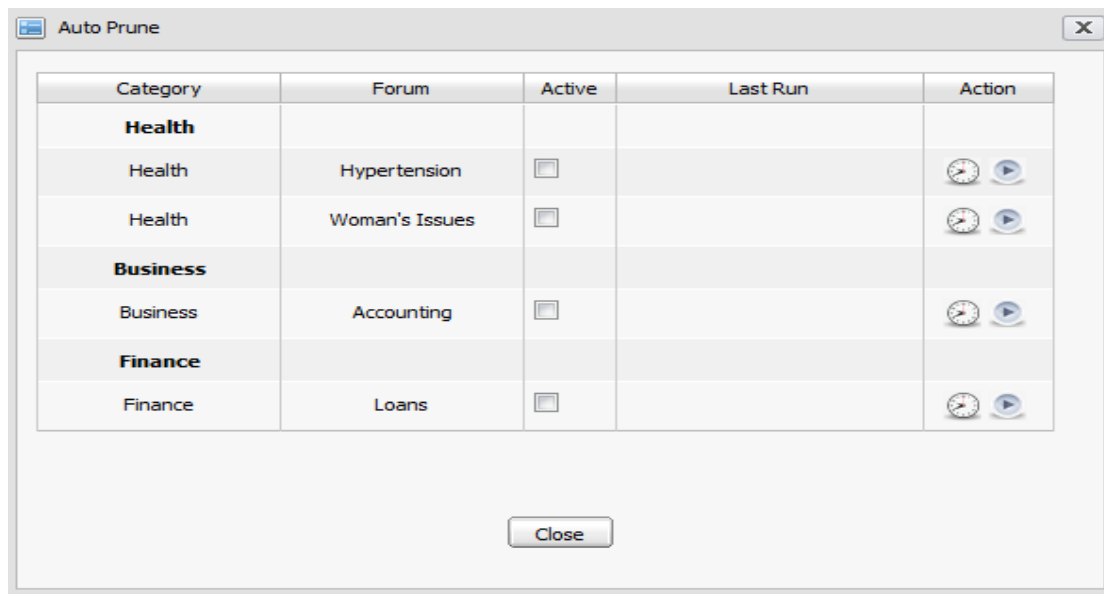 Auto Prune
Category Forum Active Last Run Action
Health
Health Hypertension
Health Woman's Issues
Business
Business Accounting
Finance
Finance Loans
Close